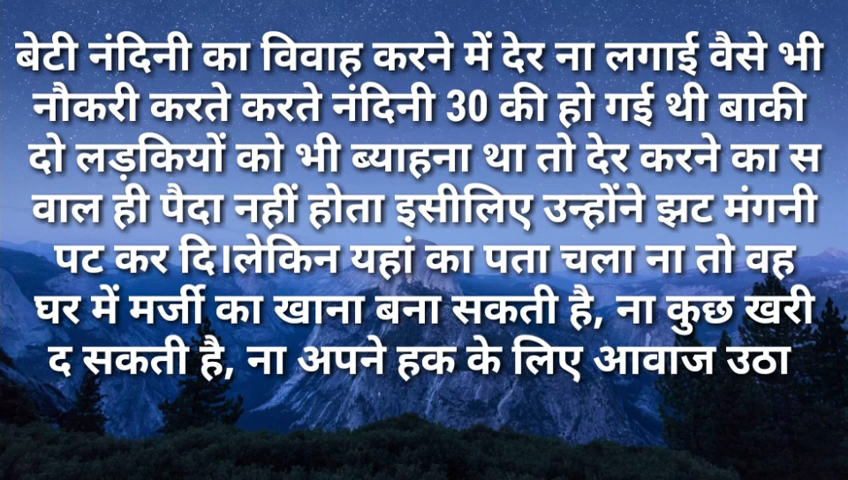 बेटी नंदिनी का विवाह करने में देर ना लगाई वैसे भी
नौकरी करते करते नंदिनी 30 की हो गई थी बाकी
दो लड़कियों को भी ब्याहना था तो देर करने का स
वाल ही पैदा नहीं होता इसीलिए उन्होंने झट मंगनी
पट कर दि।लेकिन यहां का पता चला ना तो वह
घर में मर्जी का खाना बना सकती है, ना कुछ खरी
द सकती है, ना अपने हक के लिए आवाज उठा